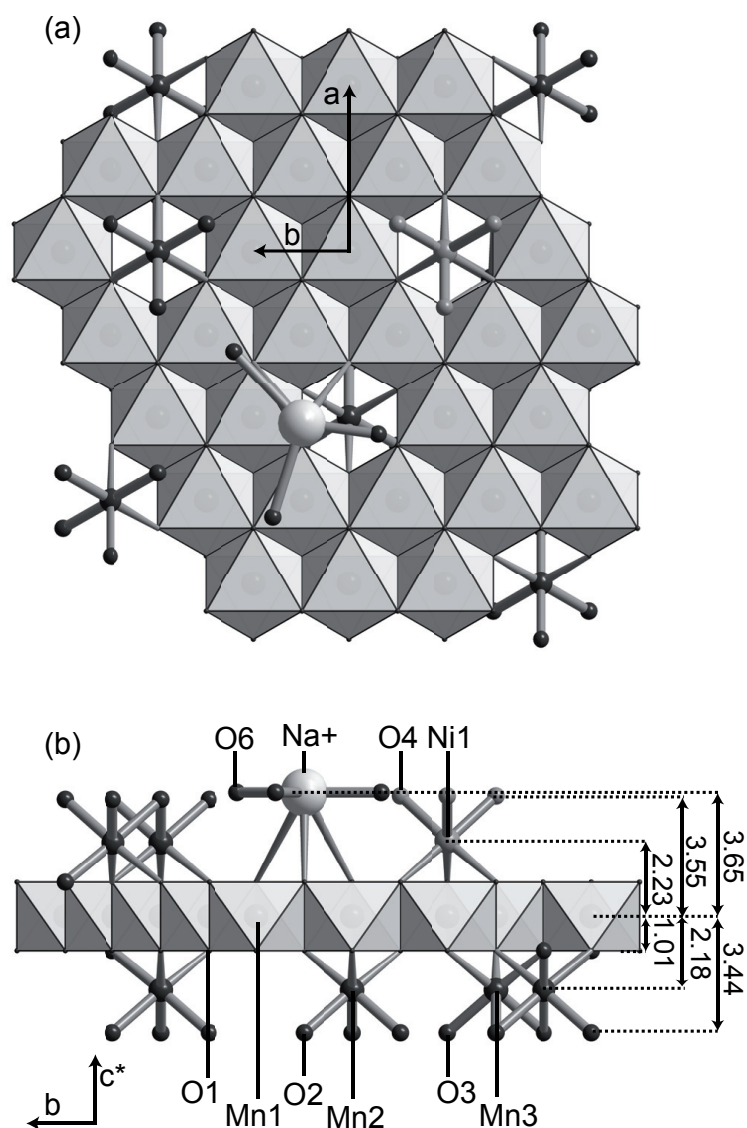 (a)
a
b
(b)
O6
Na+
O4
Ni1
3.65
3.55
2.23
1.01
2.18
3.44
c*
b
O1
Mn1
O2
Mn2
O3
Mn3